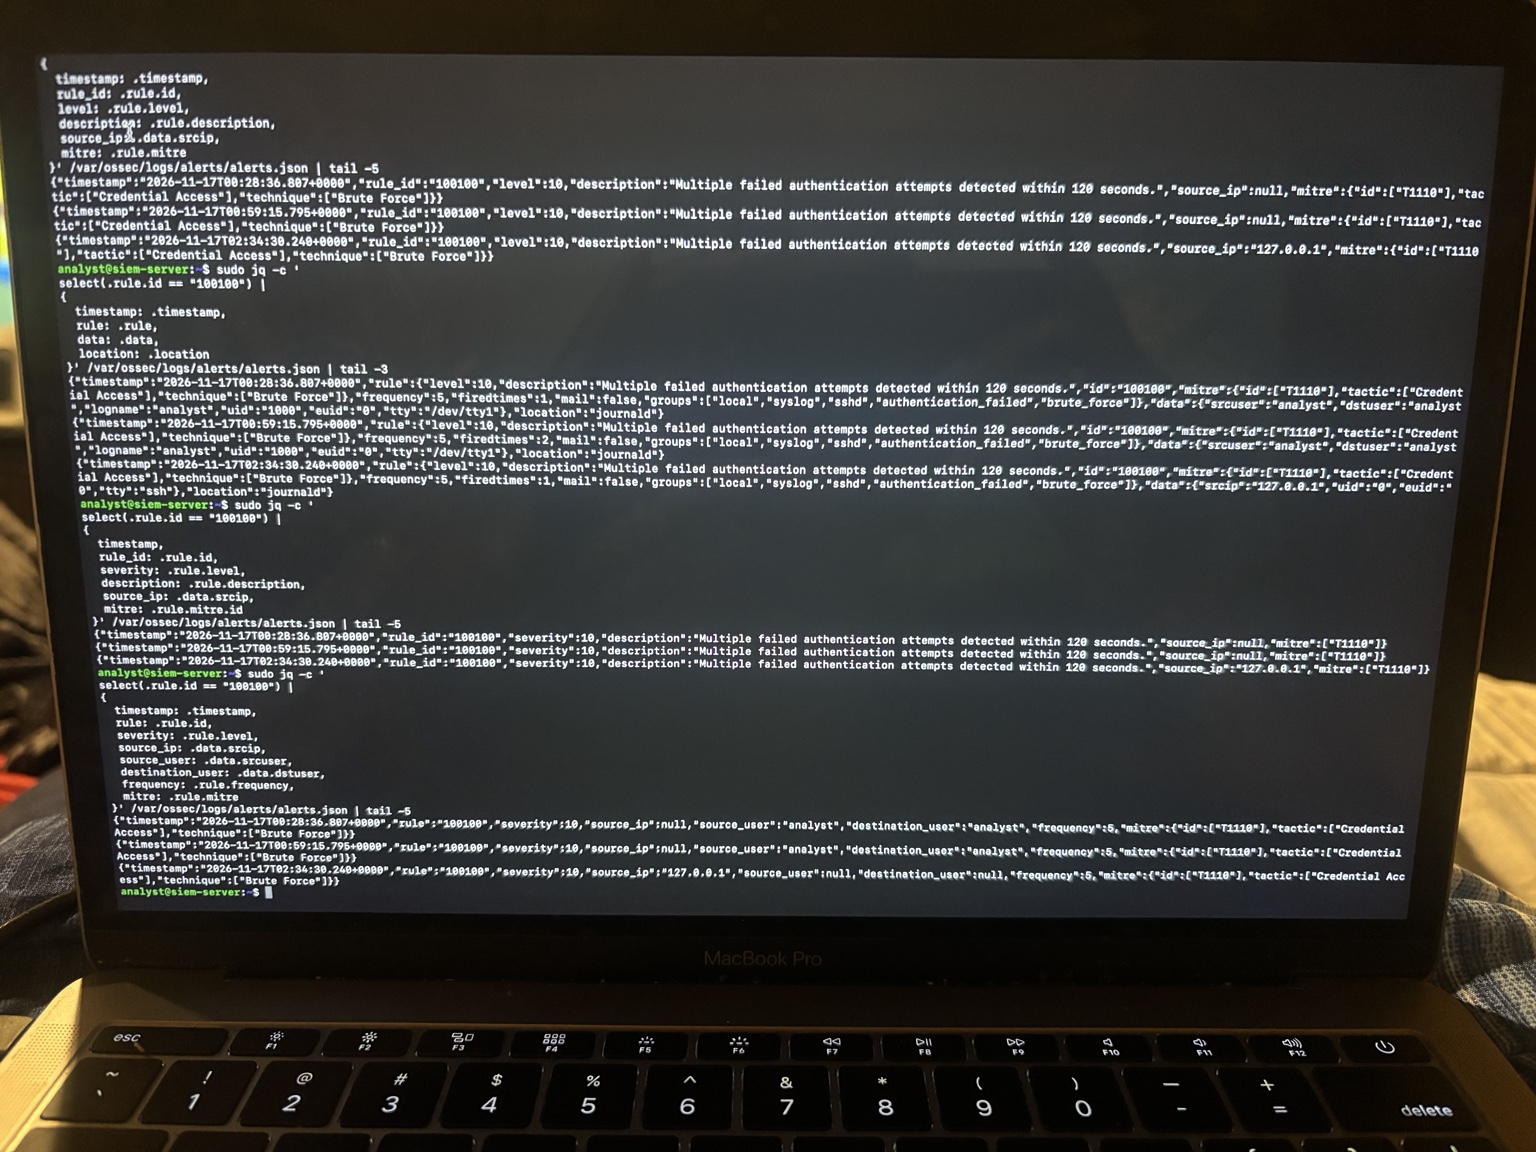 {
timestamp: .timestamp,
rule_id: .rule.id,
level: .rule.level,
description: .rule.description,
source_ip: .data.srcip,
mitre: .rule.mitre
}' /var/ossec/logs/alerts/alerts.json | tail -5
{"timestamp":"2026-11-17T00:28:36.807+0000","rule_id":"100100","level":10,"description":"Multiple failed authentication attempts detected within 120 seconds.","source_ip":null,"mitre":{"id":["T1110"],"tac
tic":["Credential Access"],"technique":["Brute Force"]}}
{"timestamp":"2026-11-17T00:59:15.795+0000","rule_id":"100100","level":10,"description":"Multiple failed authentication attempts detected within 120 seconds.","source_ip":null,"mitre":{"id":["T1110"],"tac
tic":["Credential Access"],"technique":["Brute Force"]}}
{"timestamp":"2026-11-17T02:34:30.240+0000","rule_id":"100100","level":10,"description":"Multiple failed authentication attempts detected within 120 seconds.","source_ip":"127.0.0.1","mitre":{"id":["T1110
"],"tactic":["Credential Access"],"technique":["Brute Force"]}}
analyst@siem-server:~$ sudo jq -c '
select(.rule.id == "100100") |
{
timestamp: .timestamp,
rule: .rule,
data: .data,
location: .location
}' /var/ossec/logs/alerts/alerts.json | tail -3
{"timestamp":"2026-11-17T00:28:36.807+0000","rule":{"level":10,"description":"Multiple failed authentication attempts detected within 120 seconds.","id":"100100","mitre":{"id":["T1110"],"tactic":["Credent
ial Access"],"technique":["Brute Force"]},"frequency":5,"firedtimes":1,"mail":false,"groups":["local","syslog","sshd","authentication_failed","brute_force"]},"data":{"srcuser":"analyst","dstuser":"analyst
","logname":"analyst","uid":"1000","euid":"0","tty":"/dev/tty1"},"location":"journald"}
{"timestamp":"2026-11-17T00:59:15.795+0000","rule":{"level":10,"description":"Multiple failed authentication attempts detected within 120 seconds.","id":"100100","mitre":{"id":["T1110"],"tactic":["Credent
ial Access"],"technique":["Brute Force"]},"frequency":5,"firedtimes":2,"mail":false,"groups":["local","syslog","sshd","authentication_failed","brute_force"]},"data":{"srcuser":"analyst","dstuser":"analyst
","logname":"analyst","uid":"1000","euid":"0","tty":"/dev/tty1"},"location":"journald"}
{"timestamp":"2026-11-17T02:34:30.240+0000","rule":{"level":10,"description":"Multiple failed authentication attempts detected within 120 seconds.","id":"100100","mitre":{"id":["T1110"],"tactic":["Credent
ial Access"],"technique":["Brute Force"]},"frequency":5,"firedtimes":1,"mail":false,"groups":["local","syslog","sshd","authentication_failed","brute_force"]},"data":{"srcip":"127.0.0.1","uid":"0","euid":"
0","tty":"ssh"},"location":"journald"}
analyst@siem-server:~$ sudo jq -c '
select(.rule.id == "100100") |
{
timestamp,
rule_id: .rule.id,
severity: .rule.level,
description: .rule.description,
source_ip: .data.srcip,
mitre: .rule.mitre.id
}' /var/ossec/logs/alerts/alerts.json | tail -5
{"timestamp":"2026-11-17T00:28:36.807+0000","rule_id":"100100","severity":10,"description":"Multiple failed authentication attempts detected within 120 seconds.","source_ip":null,"mitre":["T1110"]}
{"timestamp":"2026-11-17T00:59:15.795+0000","rule_id":"100100","severity":10,"description":"Multiple failed authentication attempts detected within 120 seconds.","source_ip":null,"mitre":["T1110"]}
{"timestamp":"2026-11-17T02:34:30.240+0000","rule_id":"100100","severity":10,"description":"Multiple failed authentication attempts detected within 120 seconds.","source_ip":"127.0.0.1","mitre":["T1110"]}
analyst@siem-server:~$ sudo jq -c '
select(.rule.id == "100100") |
{
timestamp: .timestamp,
rule: .rule.id,
severity: .rule.level,
source_ip: .data.srcip,
source_user: .data.srcuser,
destination_user: .data.dstuser,
frequency: .rule.frequency,
mitre: .rule.mitre
}' /var/ossec/logs/alerts/alerts.json | tail -5
{"timestamp":"2026-11-17T00:28:36.807+0000","rule":"100100","severity":10,"source_ip":null,"source_user":"analyst","destination_user":"analyst","frequency":5,"mitre":{"id":["T1110"],"tactic":["Credential
Access"],"technique":["Brute Force"]}}
{"timestamp":"2026-11-17T00:59:15.795+0000","rule":"100100","severity":10,"source_ip":null,"source_user":"analyst","destination_user":"analyst","frequency":5,"mitre":{"id":["T1110"],"tactic":["Credential
Access"],"technique":["Brute Force"]}}
{"timestamp":"2026-11-17T02:34:30.240+0000","rule":"100100","severity":10,"source_ip":"127.0.0.1","source_user":null,"destination_user":null,"frequency":5,"mitre":{"id":["T1110"],"tactic":["Credential Acc
ess"],"technique":["Brute Force"]}}
analyst@siem-server:~$
MacBook Pro
esc F1 F2 F3 F4 F5 F6 F7 F8 F9 F10 F11 F12
~ ! @ # $ % ^ & * ( ) — +
` 1 2 3 4 5 6 7 8 9 0 - = delete